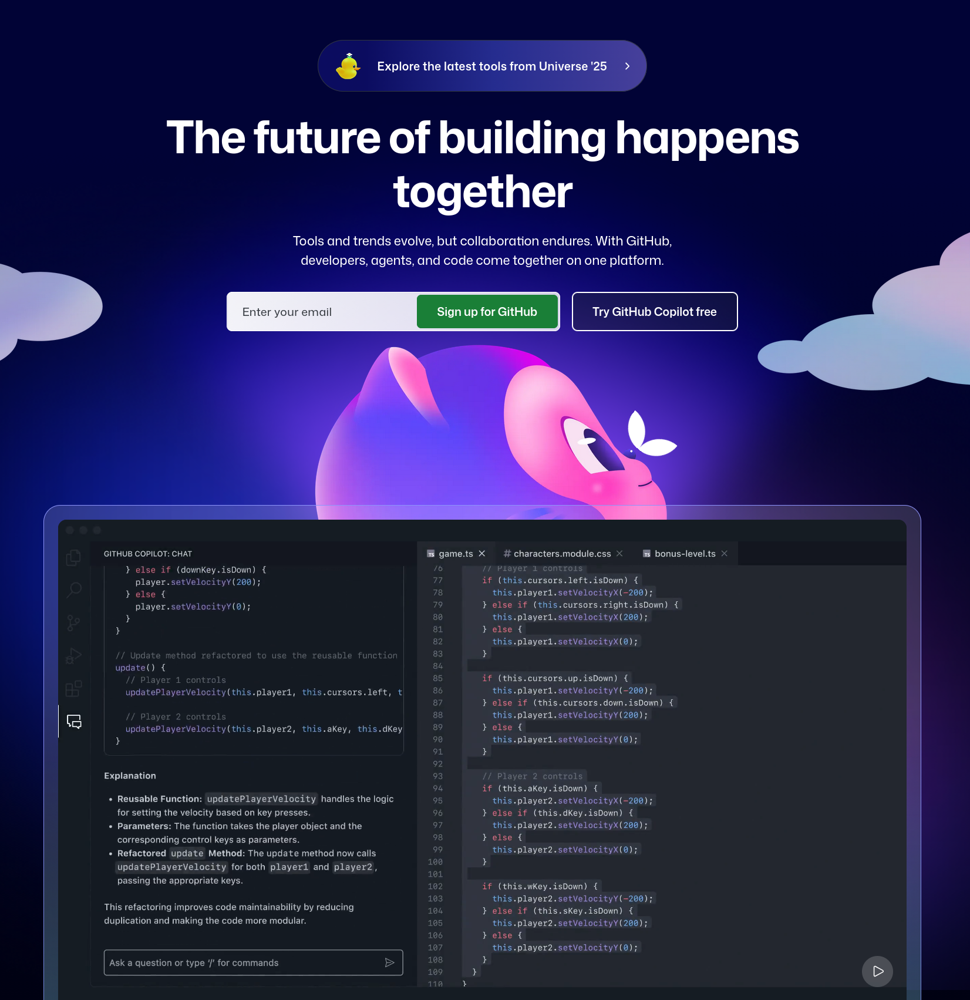 Explore the latest tools from Universe '25
The future of building happens
together
Tools and trends evolve, but collaboration endures. With GitHub,
developers, agents, and code come together on one platform.
Enter your email
Sign up for GitHub
Try GitHub Copilot free
GITHUB COPILOT: CHAT
} else if (downKey.isDown) {
player.setVelocityY(200);
} else {
player.setVelocityY(0);
}
}
// Update method refactored to use the reusable function
update() {
// Player 1 controls
updatePlayerVelocity(this.player1, this.cursors.left, t
// Player 2 controls
updatePlayerVelocity(this.player2, this.aKey, this.dKey
}
Explanation
• Reusable Function: updatePlayerVelocity handles the logic
for setting the velocity based on key presses.
• Parameters: The function takes the player object and the
corresponding control keys as parameters.
• Refactored update Method: The update method now calls
updatePlayerVelocity for both player1 and player2,
passing the appropriate keys.
This refactoring improves code maintainability by reducing
duplication and making the code more modular.
Ask a question or type '/' for commands
TS game.ts # characters.module.css TS bonus-level.ts
76 // Player 1 controls
77 if (this.cursors.left.isDown) {
78 this.player1.setVelocityX(-200);
79 } else if (this.cursors.right.isDown) {
80 this.player1.setVelocityX(200);
81 } else {
82 this.player1.setVelocityX(0);
83 }
84
85 if (this.cursors.up.isDown) {
86 this.player1.setVelocityY(-200);
87 } else if (this.cursors.down.isDown) {
88 this.player1.setVelocityY(200);
89 } else {
90 this.player1.setVelocityY(0);
91 }
92
93 // Player 2 controls
94 if (this.aKey.isDown) {
95 this.player2.setVelocityX(-200);
96 } else if (this.dKey.isDown) {
97 this.player2.setVelocityX(200);
98 } else {
99 this.player2.setVelocityX(0);
100 }
101
102 if (this.wKey.isDown) {
103 this.player2.setVelocityY(-200);
104 } else if (this.sKey.isDown) {
105 this.player2.setVelocityY(200);
106 } else {
107 this.player2.setVelocityY(0);
108 }
109 }
110 }